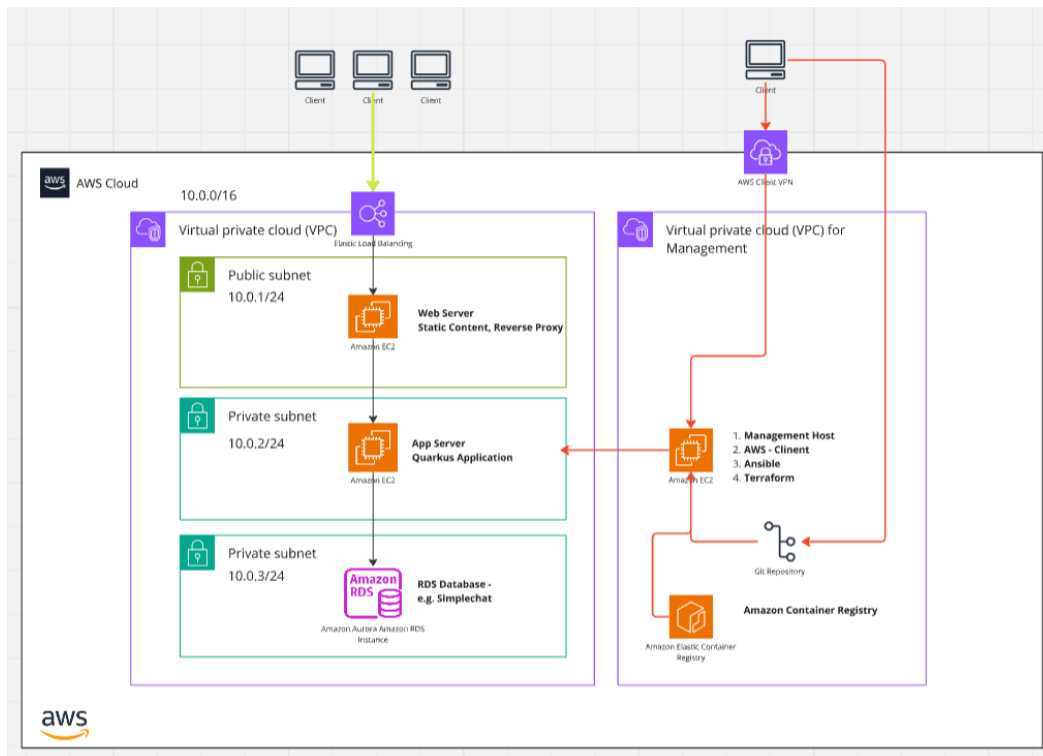 Client
Client
Client
Client
AWS Client VPN
aws
AWS Cloud
10.0.0/16
Virtual private cloud (VPC)
Elastic Load Balancing
Public subnet
10.0.1/24
Web Server
Static Content, Reverse Proxy
Amazon EC2
Private subnet
10.0.2/24
App Server
Quarkus Application
Amazon EC2
Private subnet
10.0.3/24
Amazon
RDS
RDS Database -
e.g. Simplechat
Amazon Aurora Amazon RDS
Instance
Virtual private cloud (VPC) for
Management
1. Management Host
2. AWS - Clinent
3. Ansible
4. Terraform
Amazon EC2
Git Repository
Amazon Container Registry
Amazon Elastic Container
Registry
aws